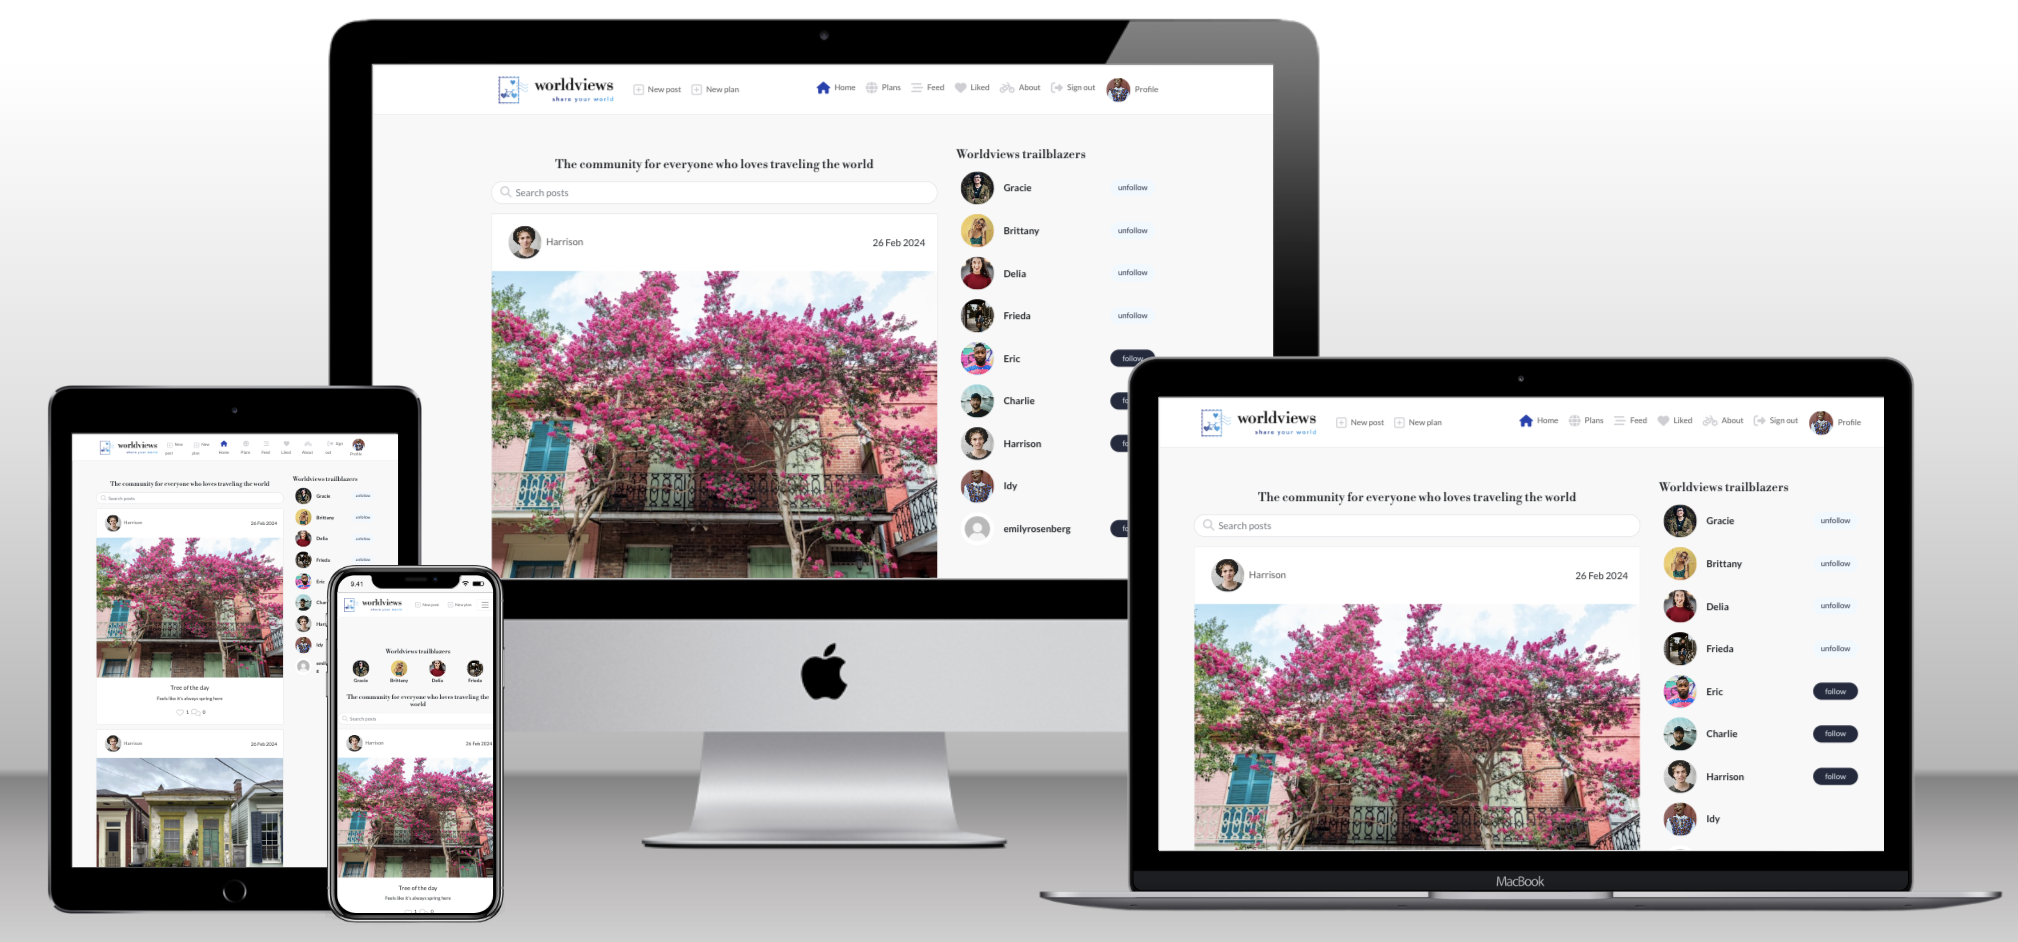 worldviews
share your world
New post
New plan
Home
Plans
Feed
Liked
About
Sign out
Profile
The community for everyone who loves traveling the world
Search posts
Harrison
26 Feb 2024
Worldviews trailblazers
Gracie
unfollow
Brittany
unfollow
Delia
unfollow
Frieda
unfollow
Eric
follow
Charlie
fo
Harrison
fo
Idy
emilyrosenberg
fo
worldviews
share your world
New post
New plan
Home
Plans
Feed
Liked
About
Sign out
Profile
The community for everyone who loves traveling the world
Search posts
Harrison
26 Feb 2024
Worldviews trailblazers
Gracie
unfollow
Brittany
unfollow
Delia
unfollow
Frieda
unfollow
Eric
follow
Charlie
follow
Harrison
follow
Idy
MacBook
worldviews
share your world
New
post
New
plan
Home
Plans
Feed
Liked
About
Sign
out
Profile
The community for everyone who loves traveling the world
Search posts
Harrison
26 Feb 2024
Tree of the day
Feels like it's always spring here
1
0
Harrison
26 Feb 2024
Worldviews trailblazers
Gracie
unfollow
Brittany
unfollow
Delia
unfollow
Frieda
unfollow
Eric
Char
Harr
Idy
emily
g
9:41
worldviews
share your world
New post
New plan
Worldviews trailblazers
Gracie
Brittany
Delia
Frieda
The community for everyone who loves traveling the
world
Search posts
Harrison
26 Feb 2024
Tree of the day
Feels like it's always spring here
1
0